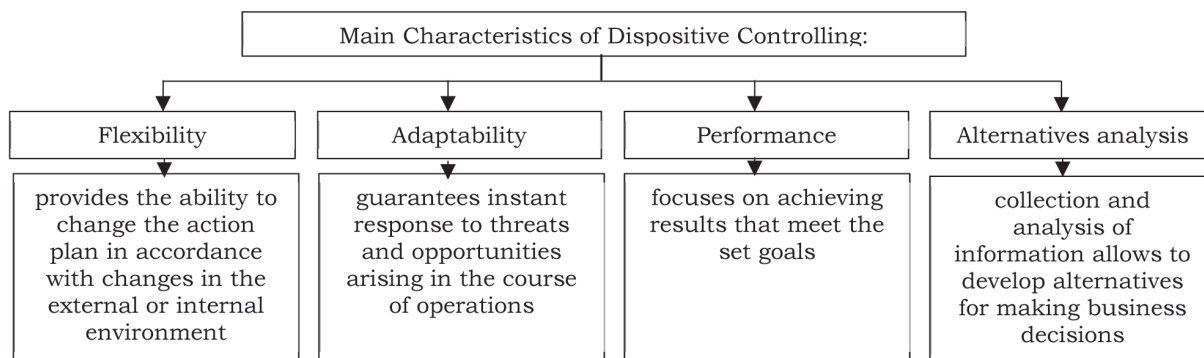 Main Characteristics of Dispositive Controlling:
Flexibility
provides the ability to
change the action
plan in accordance
with changes in the
external or internal
environment
Adaptability
guarantees instant
response to threats
and opportunities
arising in the course
of operations
Performance
focuses on achieving
results that meet the
set goals
Alternatives analysis
collection and
analysis of
information allows to
develop alternatives
for making business
decisions